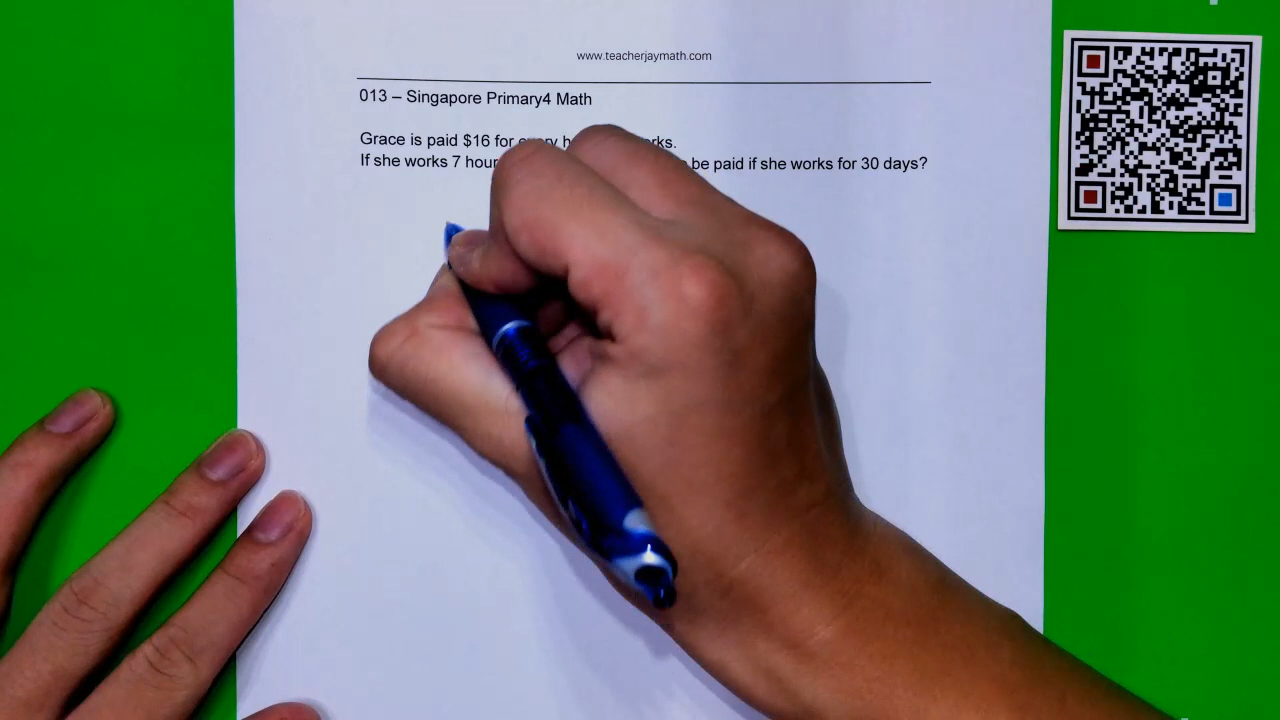 www.teacherjaymath.com
013 – Singapore Primary4 Math
Grace is paid $16 for every
If she works 7 be paid if she works for 30 days?